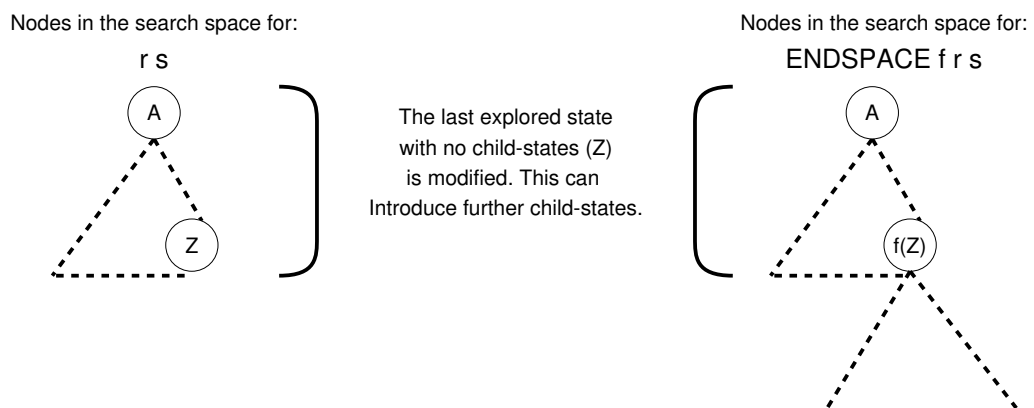 Nodes in the search space for:
r s
A
Z
The last explored state
with no child-states (Z)
is modified. This can
Introduce further child-states.
Nodes in the search space for:
ENDSPACE f r s
A
f(Z)